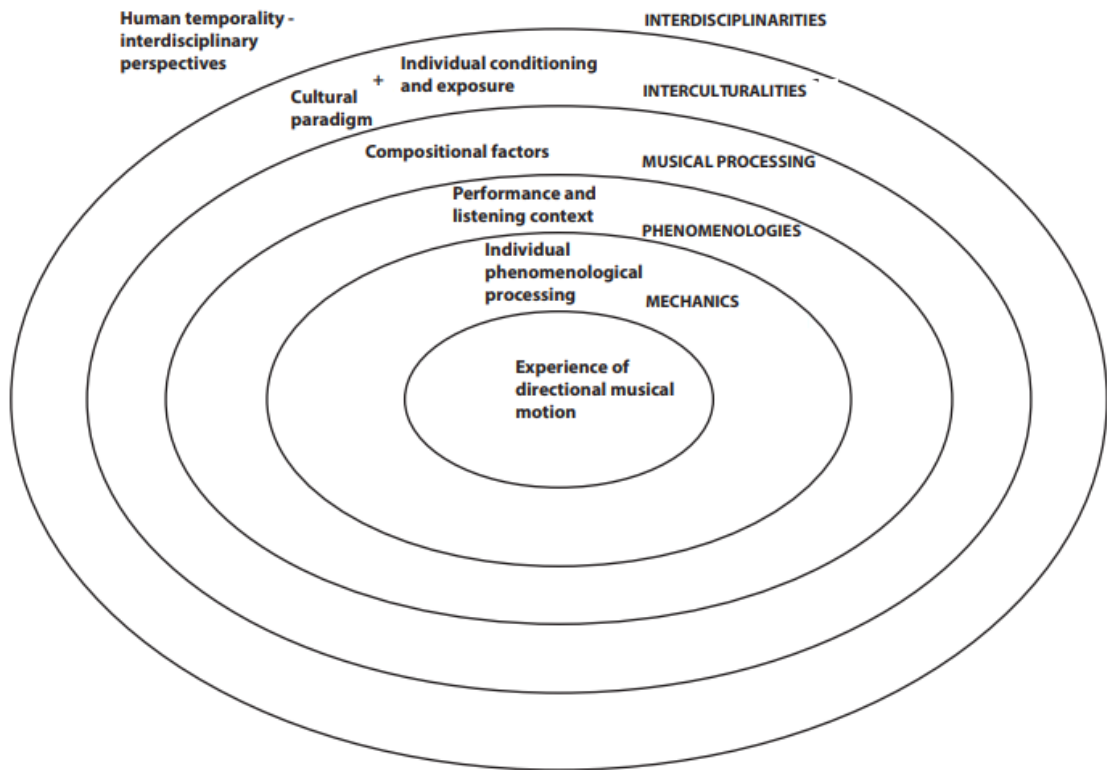 Human temporality -
interdisciplinary
perspectives
INTERDISCIPLINARITIES
Individual conditioning
and exposure
+
Cultural
paradigm
INTERCULTURALITIES
Compositional factors
MUSICAL PROCESSING
Performance and
listening context
PHENOMENOLOGIES
Individual
phenomenological
processing
MECHANICS
Experience of
directional musical
motion